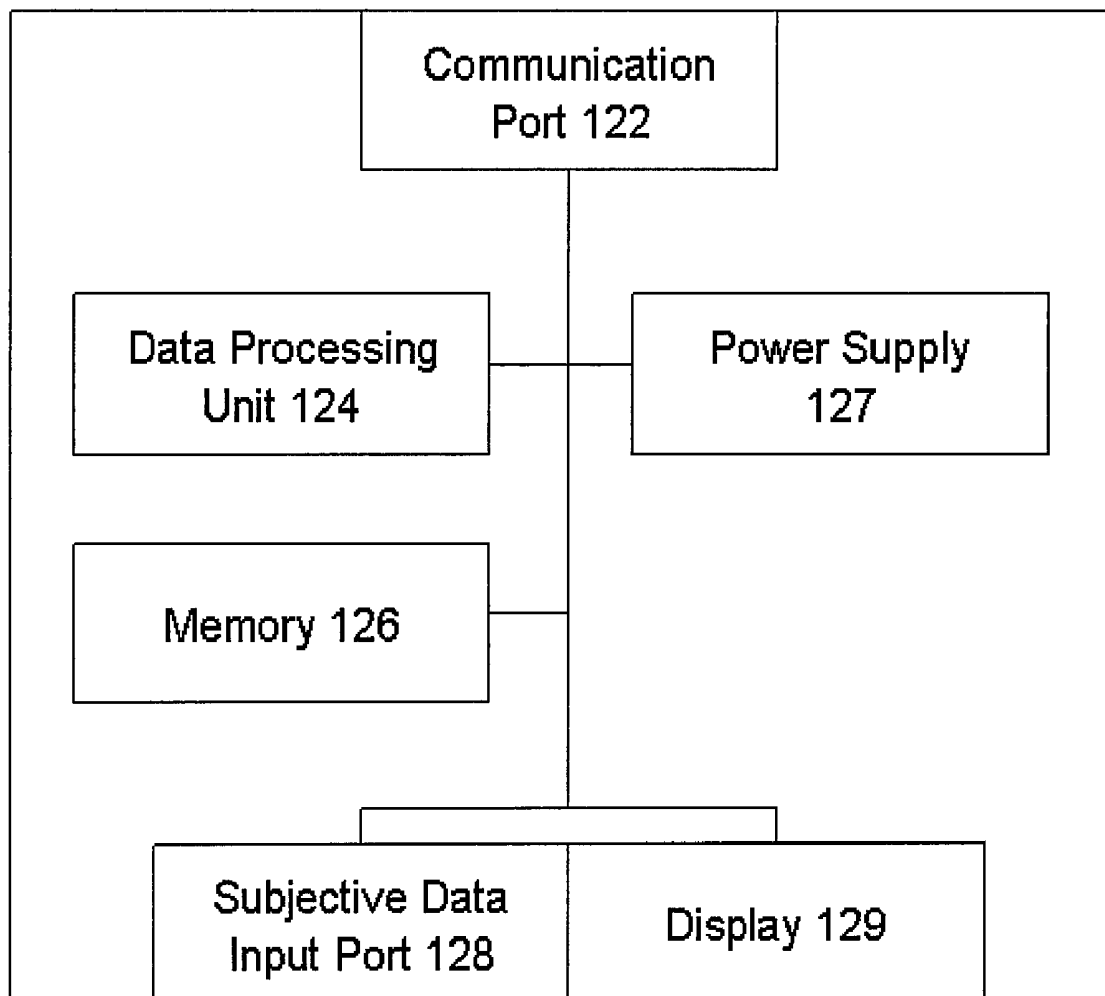 Communication
Port 122
Data Processing
Unit 124
Power Supply
127
Memory 126
Subjective Data
Input Port 128
Display 129